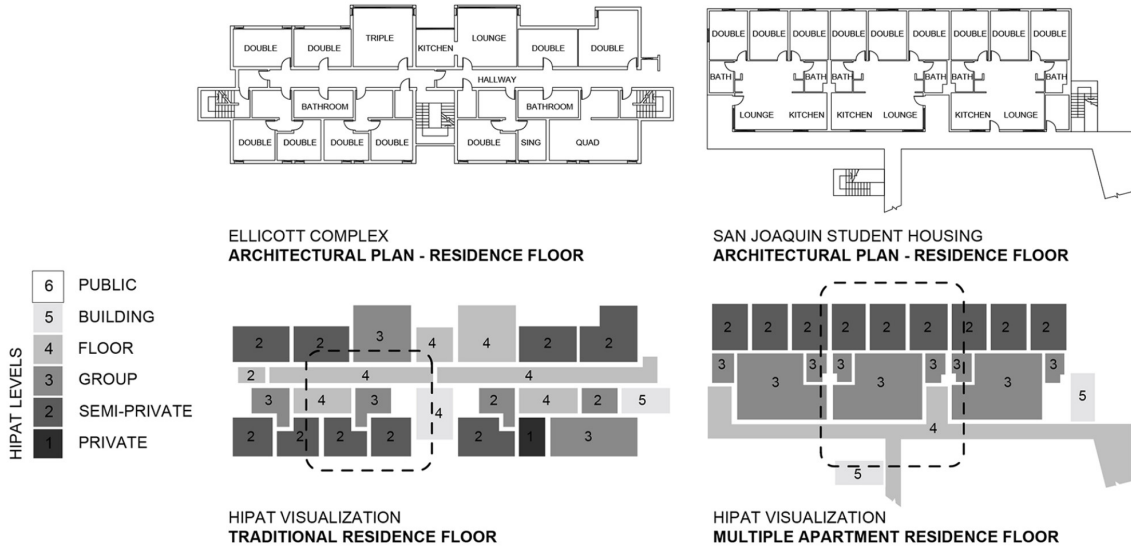 TRIPLE LOUNGE
DOUBLE DOUBLE KITCHEN DOUBLE DOUBLE
HALLWAY
BATHROOM BATHROOM
DOUBLE DOUBLE DOUBLE DOUBLE DOUBLE SING QUAD
DOUBLE DOUBLE DOUBLE DOUBLE DOUBLE DOUBLE DOUBLE DOUBLE DOUBLE
BATH BATH BATH BATH BATH BATH
LOUNGE KITCHEN KITCHEN LOUNGE KITCHEN LOUNGE
ELLICOTT COMPLEX
ARCHITECTURAL PLAN - RESIDENCE FLOOR
SAN JOAQUIN STUDENT HOUSING
ARCHITECTURAL PLAN - RESIDENCE FLOOR
HIPAT LEVELS
6 PUBLIC
5 BUILDING
4 FLOOR
3 GROUP
2 SEMI-PRIVATE
1 PRIVATE
2 2 3 4 4 2 2
2 4 4
3 4 3 4 2 4 2 5
2 2 2 2 2 1 3
2 2 2 2 2 2 2 2 2
3 3 3 3 3 3 3 3 3
5
4
5
HIPAT VISUALIZATION
TRADITIONAL RESIDENCE FLOOR
HIPAT VISUALIZATION
MULTIPLE APARTMENT RESIDENCE FLOOR